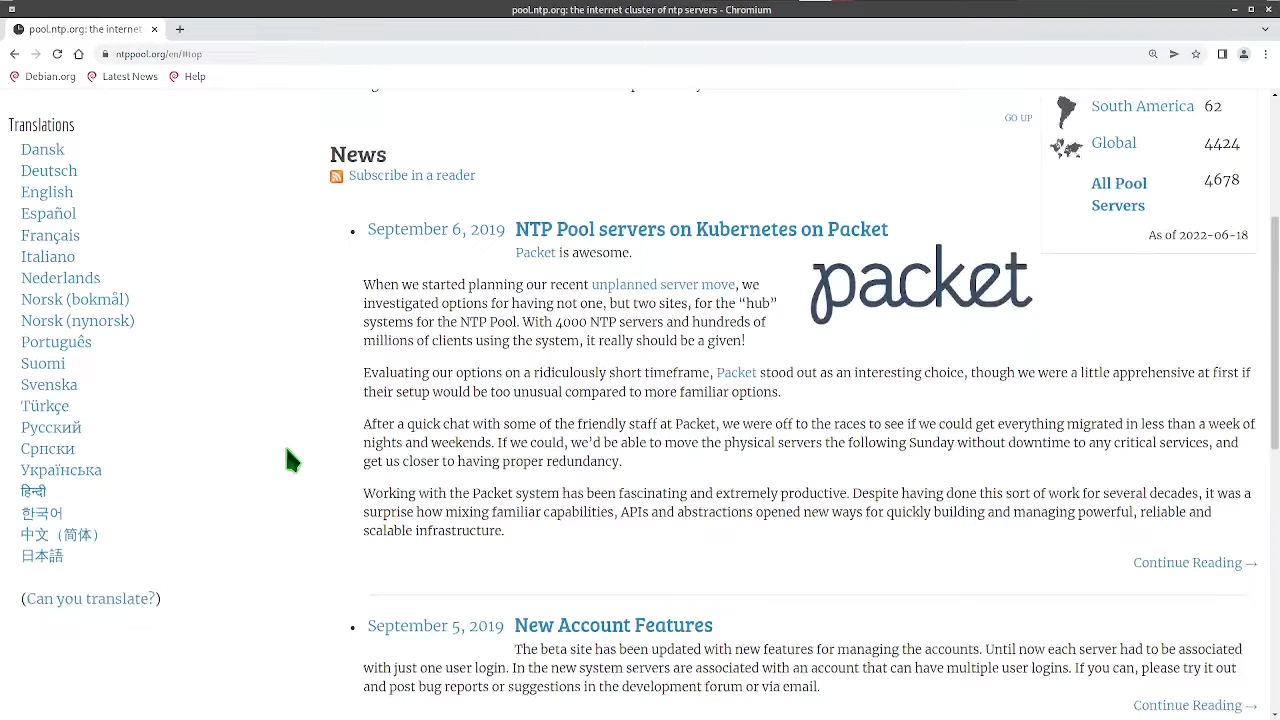 pool.ntp.org: the internet cluster of ntp servers - Chromium
pool.ntp.org: the internet
ntppool.org/en/#top
Debian.org
Latest News
Help
Translations
Dansk
Deutsch
English
Español
Français
Italiano
Nederlands
Norsk (bokmål)
Norsk (nynorsk)
Português
Suomi
Svenska
Türkçe
Русский
Српски
Українська
हिन्दी
한국어
中文（简体）
日本語
(Can you translate?)
GO UP
News
Subscribe in a reader
September 6, 2019 NTP Pool servers on Kubernetes on Packet
Packet is awesome.
packet
When we started planning our recent unplanned server move, we
investigated options for having not one, but two sites, for the “hub”
systems for the NTP Pool. With 4000 NTP servers and hundreds of
millions of clients using the system, it really should be a given!
Evaluating our options on a ridiculously short timeframe, Packet stood out as an interesting choice, though we were a little apprehensive at first if
their setup would be too unusual compared to more familiar options.
After a quick chat with some of the friendly staff at Packet, we were off to the races to see if we could get everything migrated in less than a week of
nights and weekends. If we could, we’d be able to move the physical servers the following Sunday without downtime to any critical services, and
get us closer to having proper redundancy.
Working with the Packet system has been fascinating and extremely productive. Despite having done this sort of work for several decades, it was a
surprise how mixing familiar capabilities, APIs and abstractions opened new ways for quickly building and managing powerful, reliable and
scalable infrastructure.
Continue Reading →
September 5, 2019 New Account Features
The beta site has been updated with new features for managing the accounts. Until now each server had to be associated
with just one user login. In the new system servers are associated with an account that can have multiple user logins. If you can, please try it out
and post bug reports or suggestions in the development forum or via email.
Continue Reading →
South America 62
Global 4424
All Pool Servers 4678
As of 2022-06-18